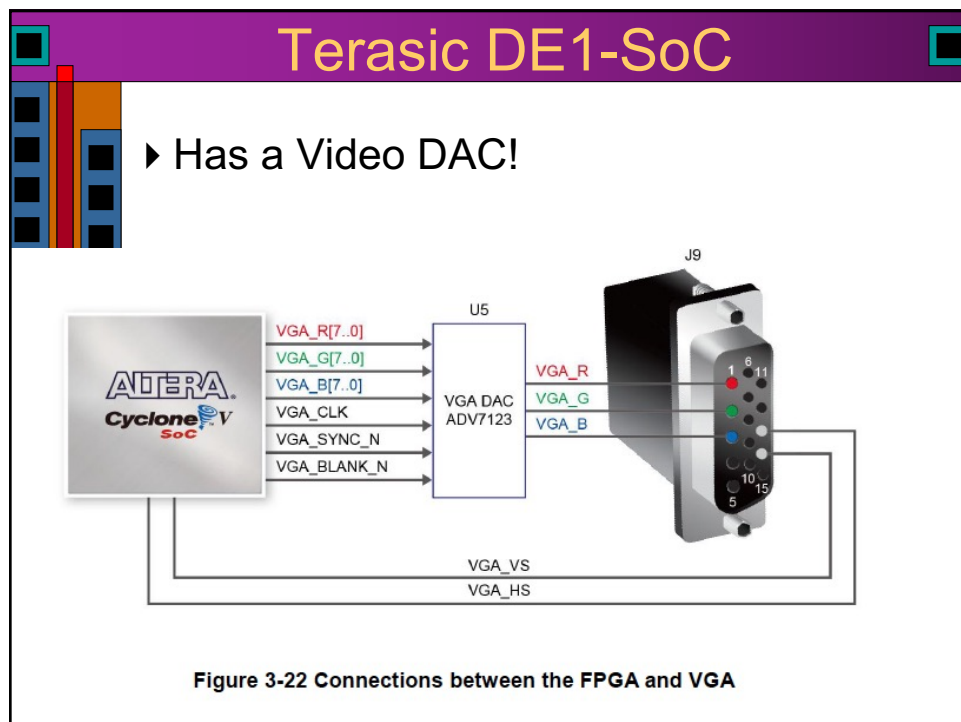 Terasic DE1-SoC
Has a Video DAC!
J9
U5
ALTERA.
Cyclone V
SoC
VGA_R[7..0]
VGA_G[7..0]
VGA_B[7..0]
VGA_CLK
VGA_SYNC_N
VGA_BLANK_N
VGA DAC
ADV7123
VGA_R
VGA_G
VGA_B
6
1
11
10
15
5
VGA_VS
VGA_HS
Figure 3-22 Connections between the FPGA and VGA